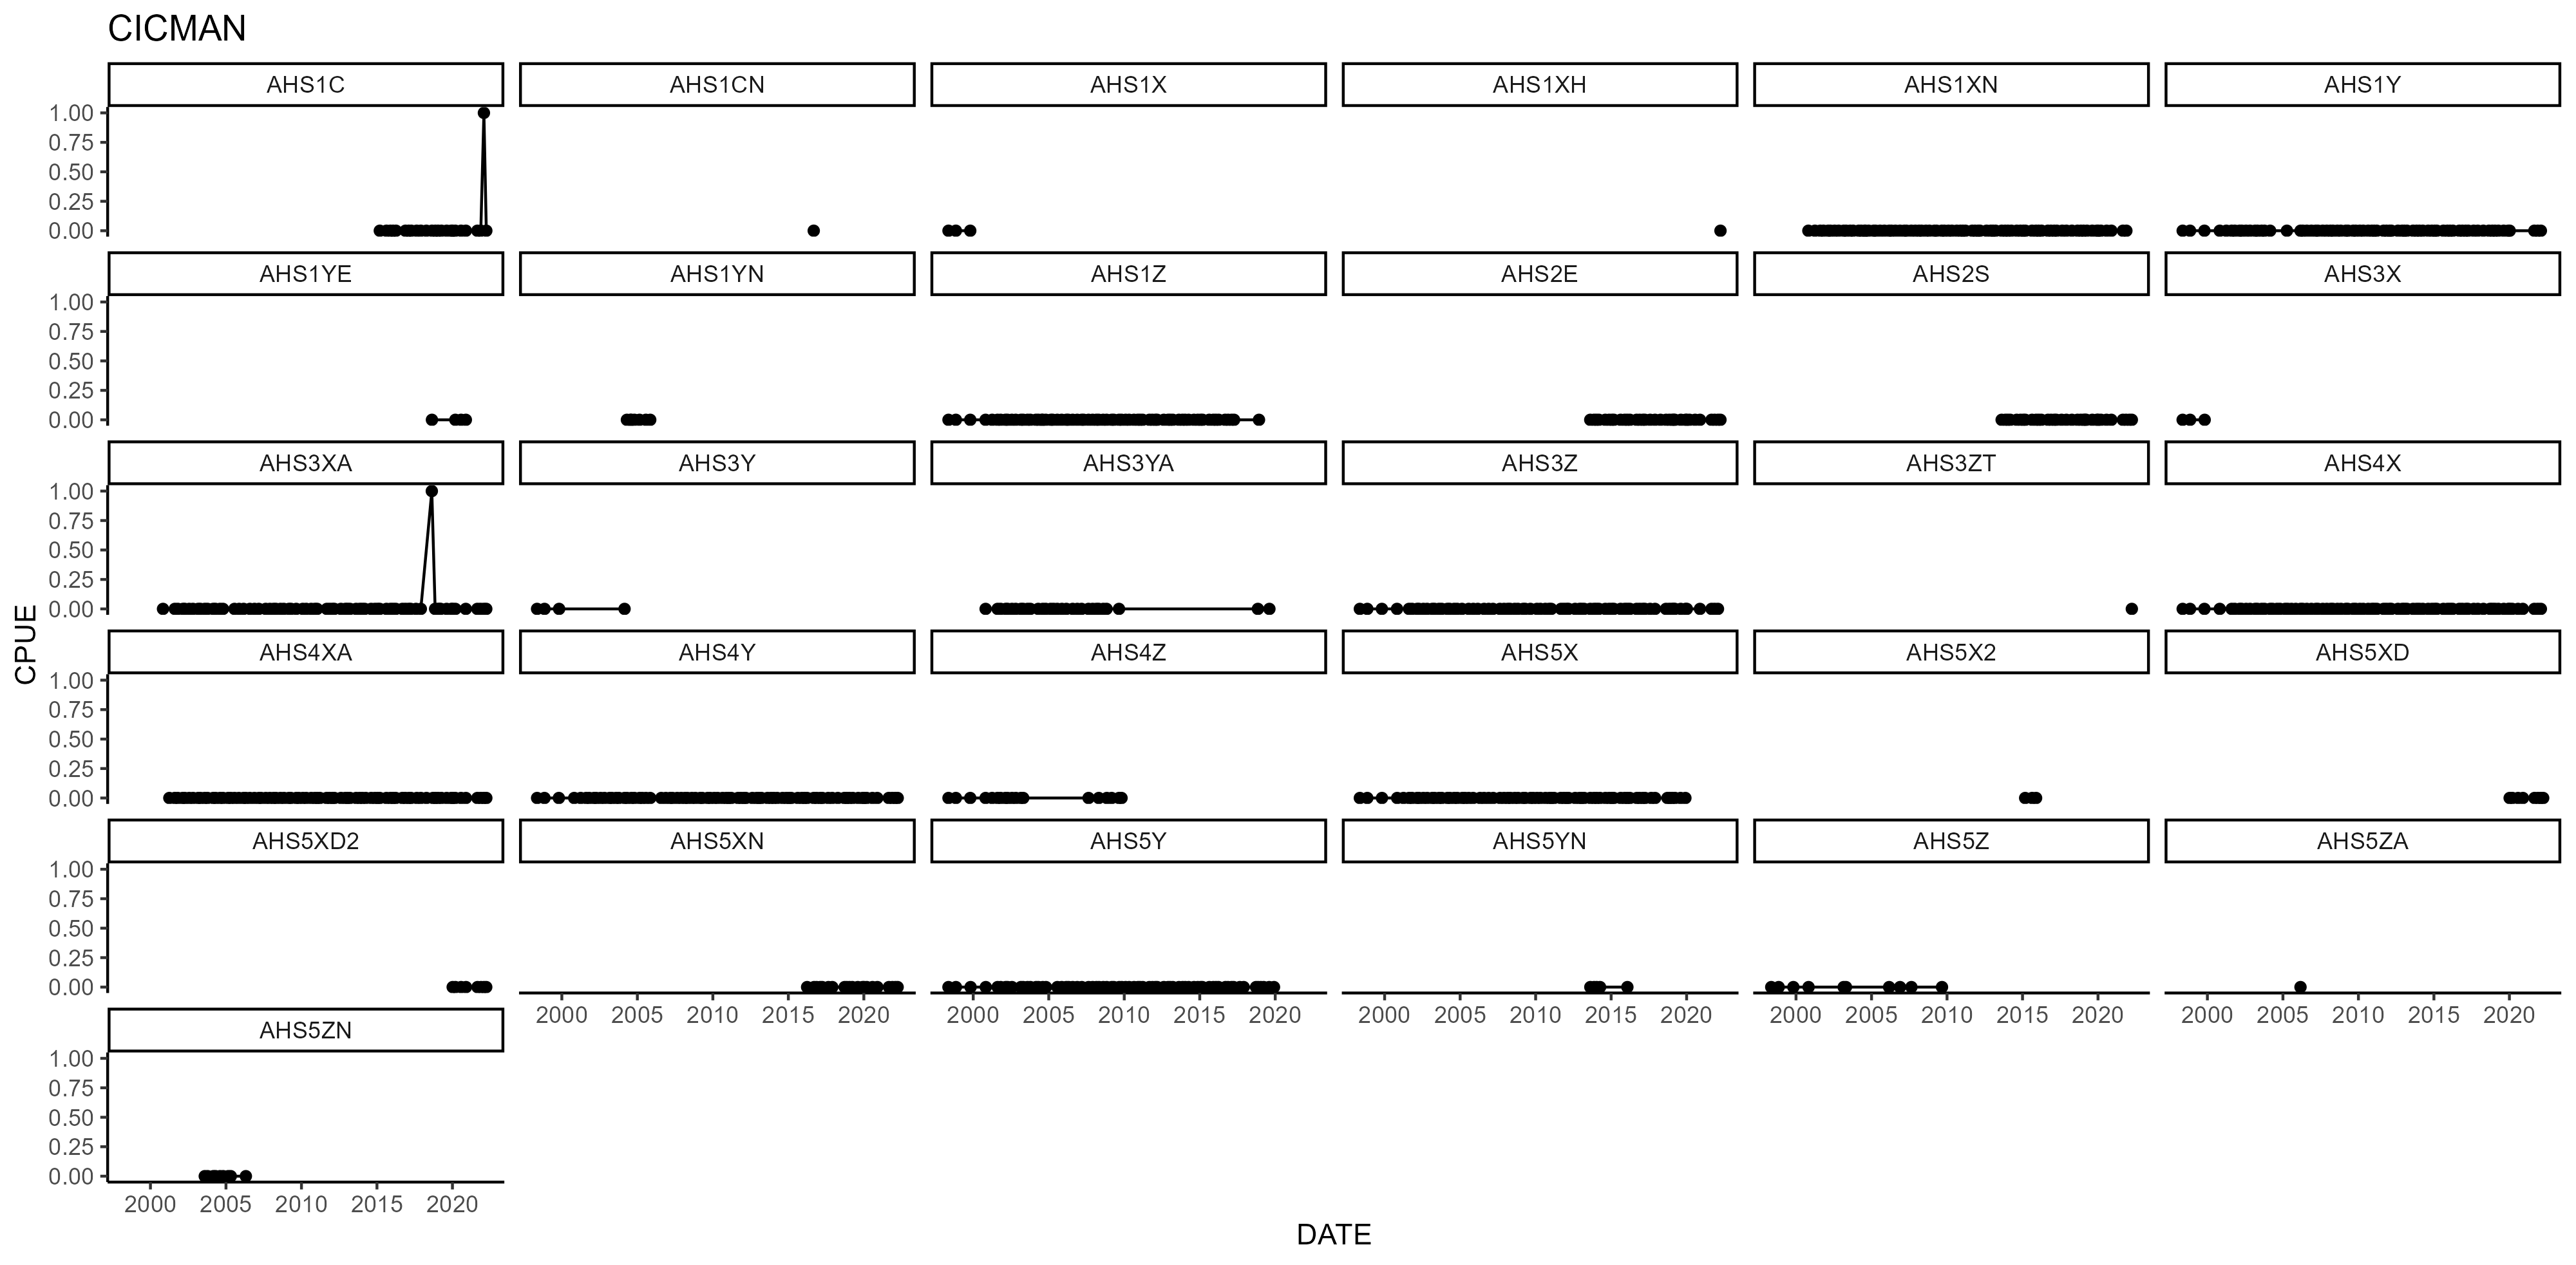 CICMAN
AHS1C AHS1CN AHS1X AHS1XH AHS1XN AHS1Y
1.00
0.75
0.50
0.25
0.00
AHS1YE AHS1YN AHS1Z AHS2E AHS2S AHS3X
1.00
0.75
0.50
0.25
0.00
AHS3XA AHS3Y AHS3YA AHS3Z AHS3ZT AHS4X
1.00
0.75
0.50
0.25
0.00
CPUE
AHS4XA AHS4Y AHS4Z AHS5X AHS5X2 AHS5XD
1.00
0.75
0.50
0.25
0.00
AHS5XD2 AHS5XN AHS5Y AHS5YN AHS5Z AHS5ZA
1.00
0.75
0.50
0.25
0.00
2000 2005 2010 2015 2020 2000 2005 2010 2015 2020 2000 2005 2010 2015 2020 2000 2005 2010 2015 2020 2000 2005 2010 2015 2020
AHS5ZN
1.00
0.75
0.50
0.25
0.00
2000 2005 2010 2015 2020
DATE